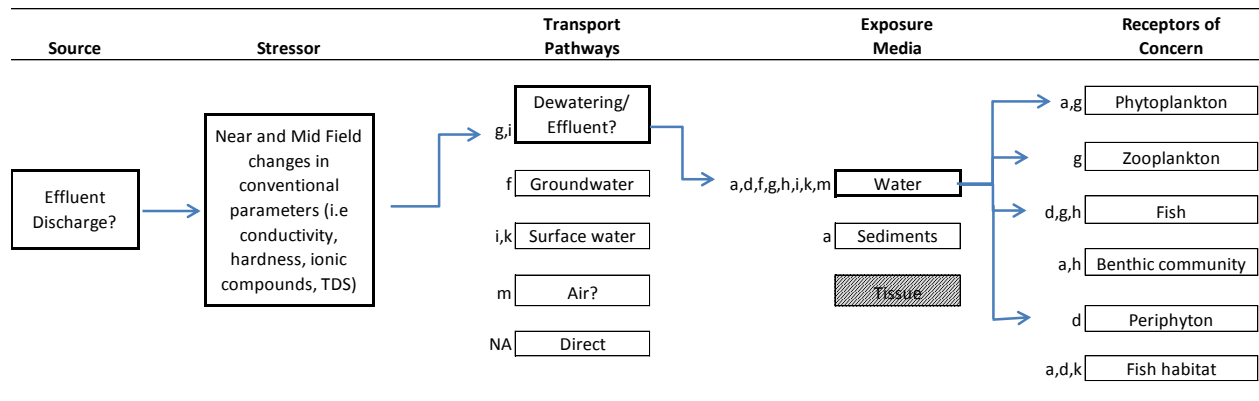 Source
Stressor
Transport
Pathways
Exposure
Media
Receptors of
Concern
Effluent
Discharge?
Near and Mid Field
changes in
conventional
parameters (i.e
conductivity,
hardness, ionic
compounds, TDS)
g,i
Dewatering/
Effluent?
f Groundwater
i,k Surface water
m Air?
NA Direct
a,d,f,g,h,i,k,m Water
a Sediments
Tissue
a,g Phytoplankton
g Zooplankton
d,g,h Fish
a,h Benthic community
d Periphyton
a,d,k Fish habitat